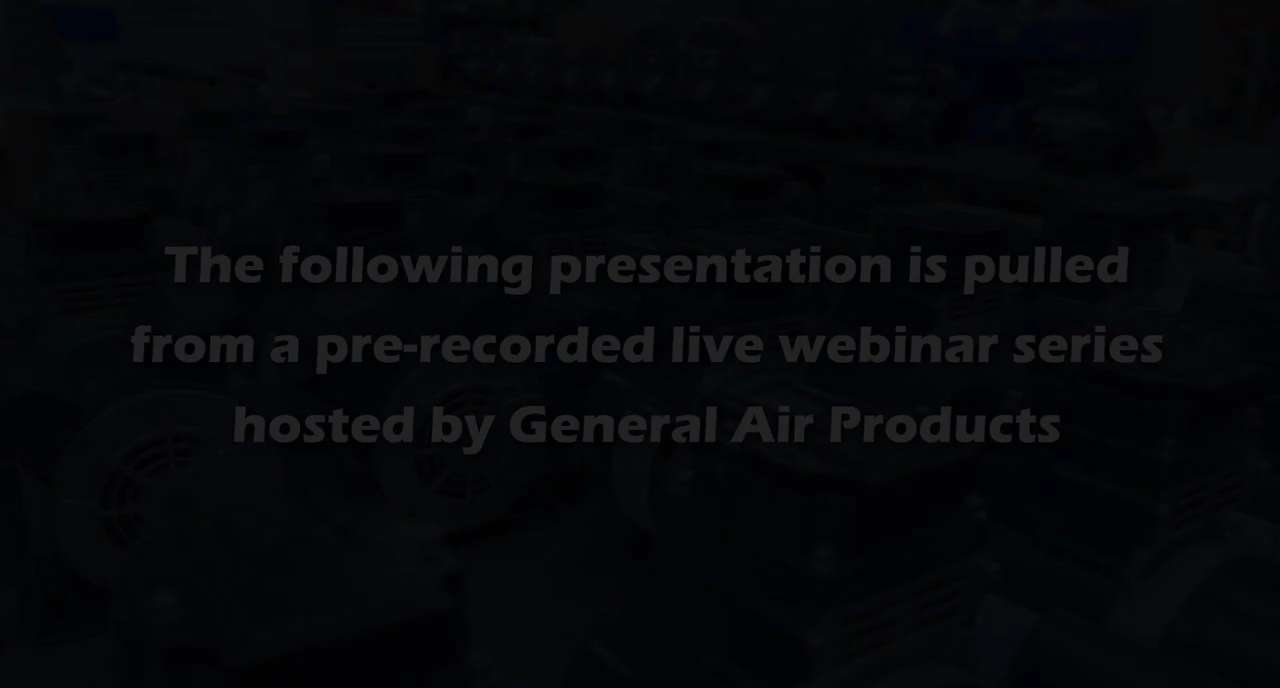 The following presentation is pulled
from a pre-recorded live webinar series
hosted by General Air Products